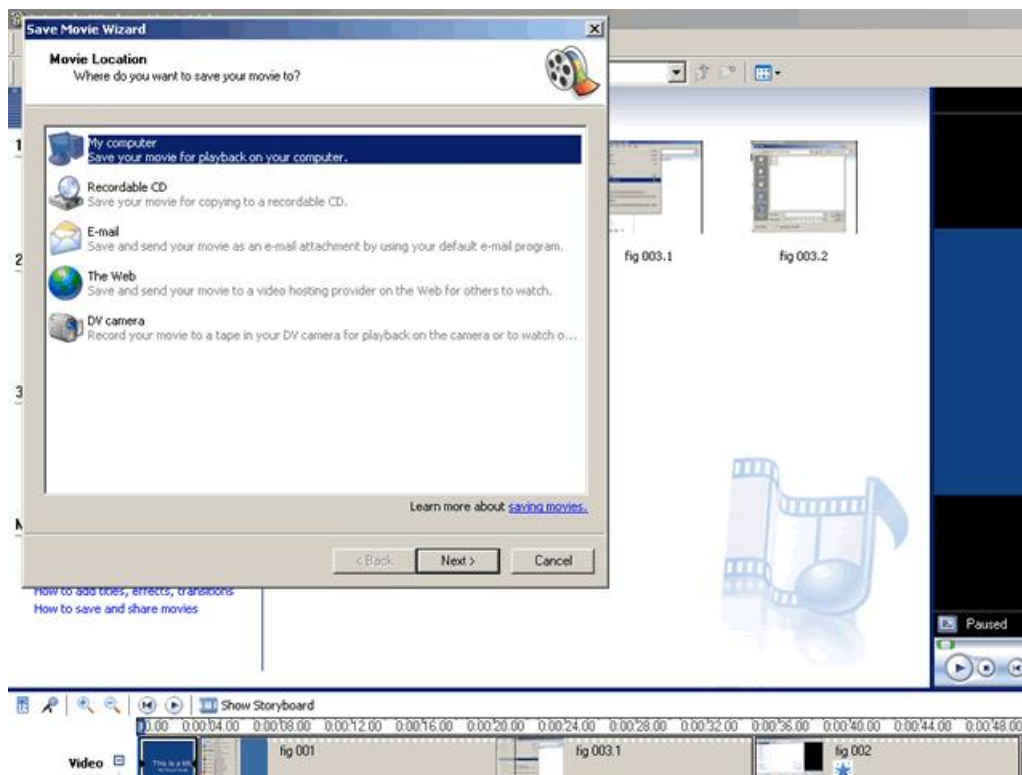 Save Movie Wizard
Movie Location
Where do you want to save your movie to?
My computer
Save your movie for playback on your computer.
Recordable CD
Save your movie for copying to a recordable CD.
E-mail
Save and send your movie as an e-mail attachment by using your default e-mail program.
The Web
Save and send your movie to a video hosting provider on the Web for others to watch.
DV camera
Record your movie to a tape in your DV camera for playback on the camera or to watch o...
Learn more about saving movies.
< Back
Next >
Cancel
1
2
3
fig 003.1
fig 003.2
How to add titles, effects, transitions
How to save and share movies
Paused
Show Storyboard
0:00:04.00 0:00:08.00 0:00:12.00 0:00:16.00 0:00:20.00 0:00:24.00 0:00:28.00 0:00:32.00 0:00:36.00 0:00:40.00 0:00:44.00 0:00:48.00
Video
fig 001
fig 003.1
fig 002